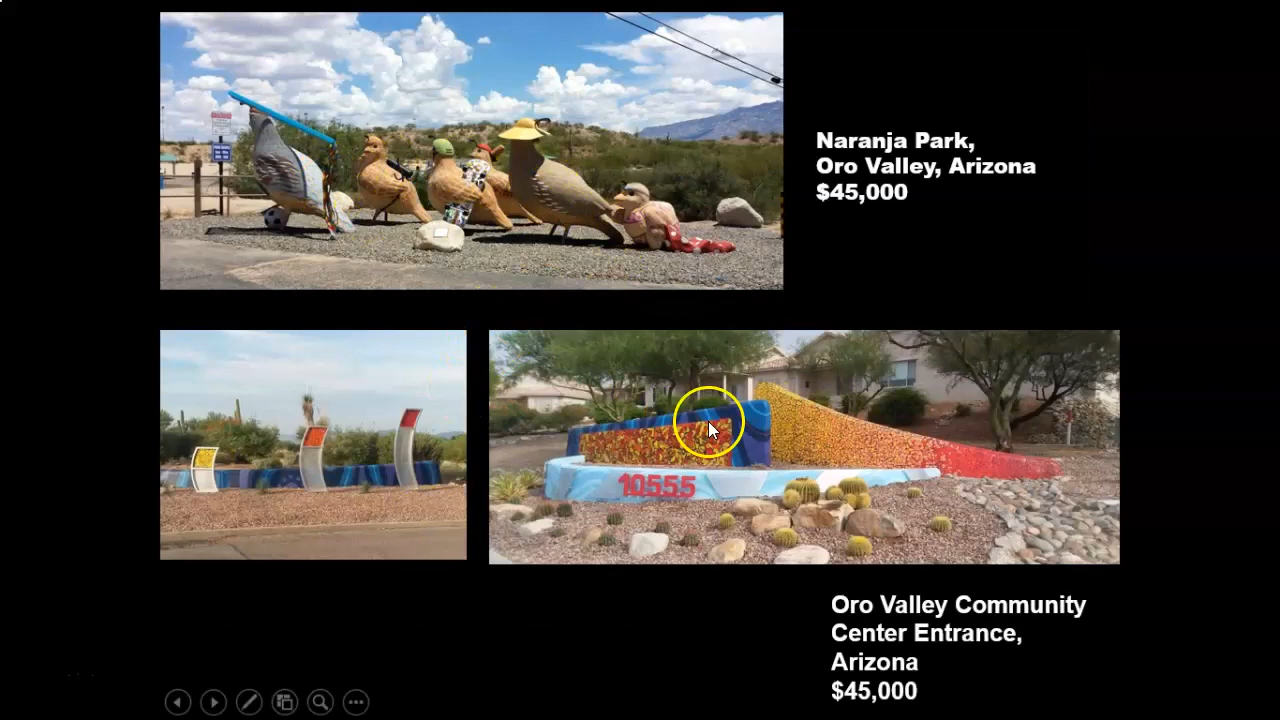 Naranja Park,
Oro Valley, Arizona
$45,000
10555
Oro Valley Community
Center Entrance,
Arizona
$45,000